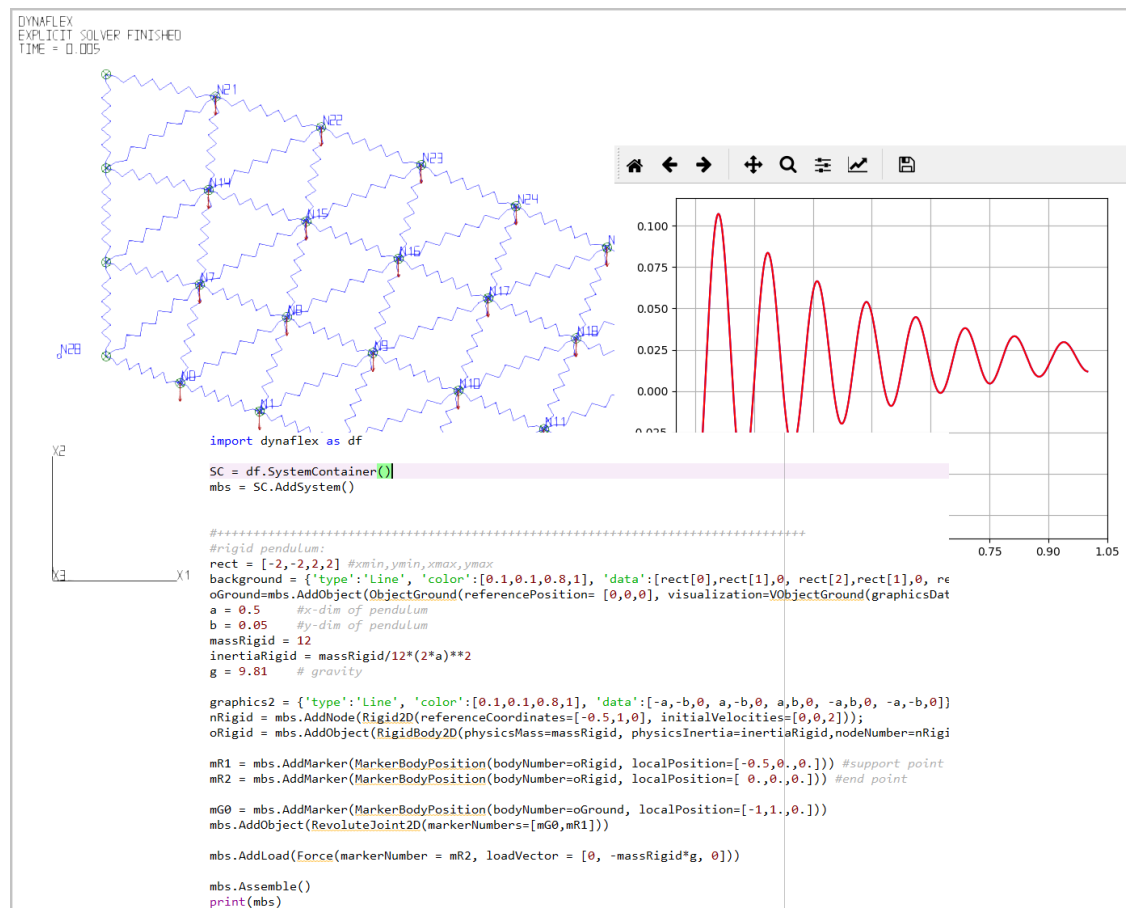 DYNAFLEX
EXPLICIT SOLVER FINISHED
TIME = 0.005
N21
N22
N23
N24
N14
N15
N16
N17
N18
N7
N8
N9
N10
N11
N28
N0
N1
X2
X3
X1
0.100
0.075
0.050
0.025
0.000
0.75
0.90
1.05
import dynaflex as df
SC = df.SystemContainer()
mbs = SC.AddSystem()
#rigid pendulum:
rect = [-2,-2,2,2] #xmin,ymin,xmax,ymax
background = {'type':'Line', 'color':[0.1,0.1,0.8,1], 'data':[rect[0],rect[1],0, rect[2],rect[1],0, re
oGround=mbs.AddObject(ObjectGround(referencePosition= [0,0,0], visualization=VObjectGround(graphicsDat
a = 0.5     #x-dim of pendulum
b = 0.05    #y-dim of pendulum
massRigid = 12
inertiaRigid = massRigid/12*(2*a)**2
g = 9.81    # gravity
graphics2 = {'type':'Line', 'color':[0.1,0.1,0.8,1], 'data':[-a,-b,0, a,-b,0, a,b,0, -a,b,0, -a,-b,0]}
nRigid = mbs.AddNode(Rigid2D(referenceCoordinates=[-0.5,1,0], initialVelocities=[0,0,2]));
oRigid = mbs.AddObject(RigidBody2D(physicsMass=massRigid, physicsInertia=inertiaRigid,nodeNumber=nRigi
mR1 = mbs.AddMarker(MarkerBodyPosition(bodyNumber=oRigid, localPosition=[-0.5,0.,0.])) #support point
mR2 = mbs.AddMarker(MarkerBodyPosition(bodyNumber=oRigid, localPosition=[ 0.,0.,0.])) #end point
mG0 = mbs.AddMarker(MarkerBodyPosition(bodyNumber=oGround, localPosition=[-1,1.,0.]))
mbs.AddObject(RevoluteJoint2D(markerNumbers=[mG0,mR1]))
mbs.AddLoad(Force(markerNumber = mR2, loadVector = [0, -massRigid*g, 0]))
mbs.Assemble()
print(mbs)